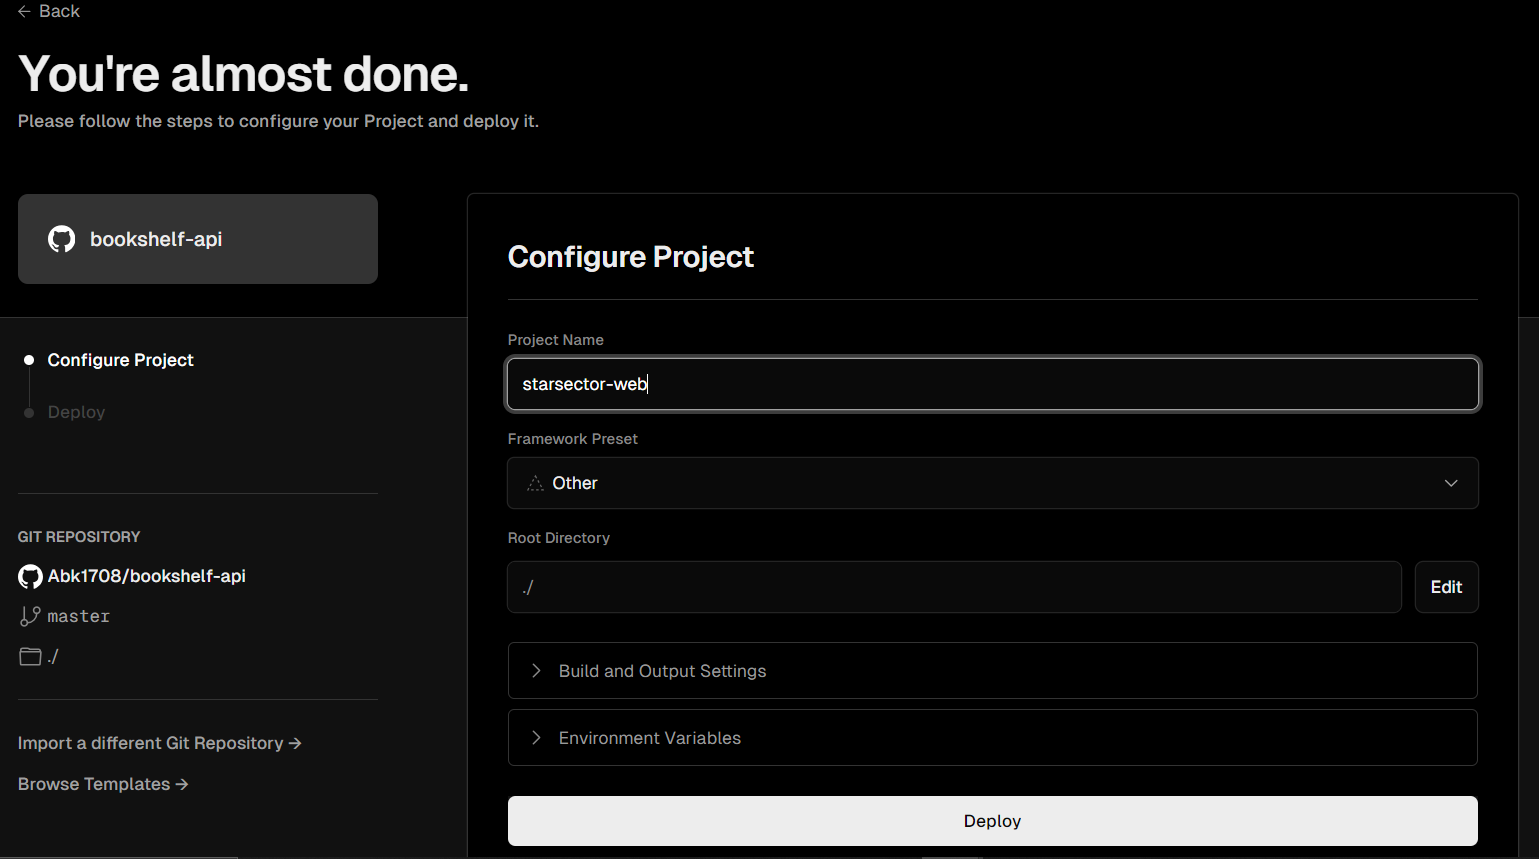 ← Back
You're almost done.
Please follow the steps to configure your Project and deploy it.
bookshelf-api
Configure Project
Deploy
GIT REPOSITORY
Abk1708/bookshelf-api
master
./
Import a different Git Repository →
Browse Templates →
Configure Project
Project Name
starsector-web
Framework Preset
Other
Root Directory
./
Edit
Build and Output Settings
Environment Variables
Deploy